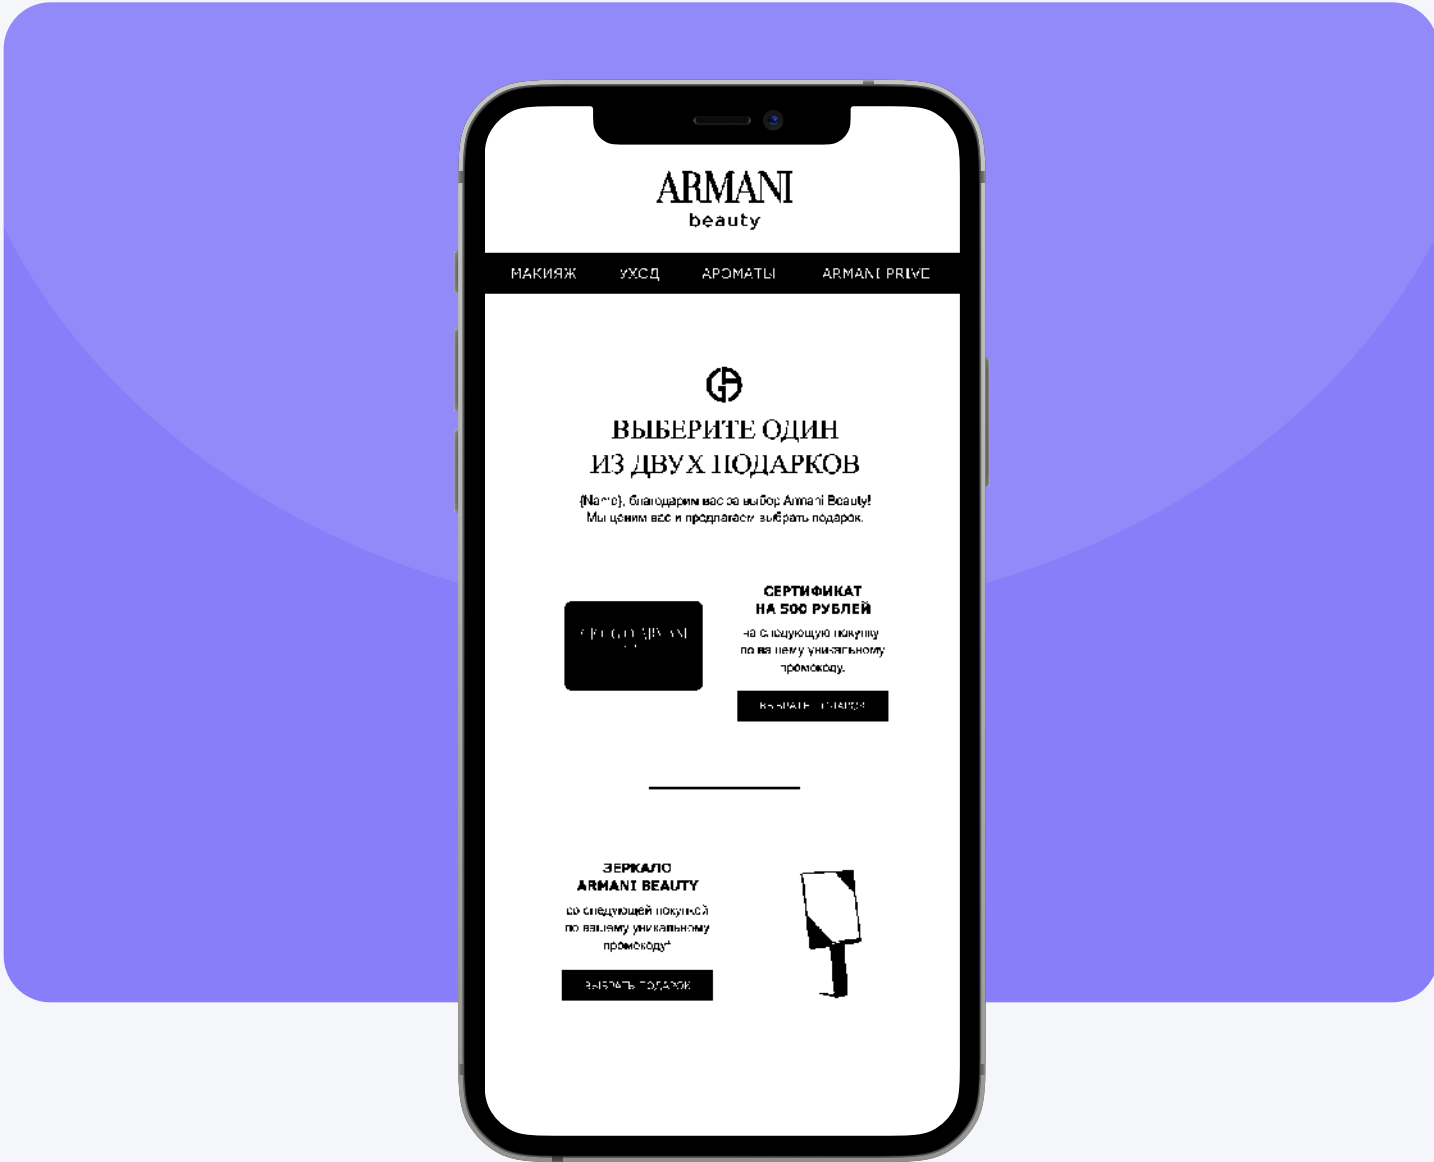 ARMANI
beauty
МАКИЯЖ УХОД АРОМАТЫ ARMANI PRIVE
ВЫБЕРИТЕ ОДИН
ИЗ ДВУХ ПОДАРКОВ
{Name}, благодарим вас за выбор Armani Beauty!
Мы ценим вас и предлагаем выбрать подарок.
СЕРТИФИКАТ
НА 500 РУБЛЕЙ
на следующую покупку
по вашему уникальному
промокоду.
ВЫБРАТЬ ПОДАРОК
ЗЕРКАЛО
ARMANI BEAUTY
со следующей покупкой
по вашему уникальному
промокоду*
ВЫБРАТЬ ПОДАРОК